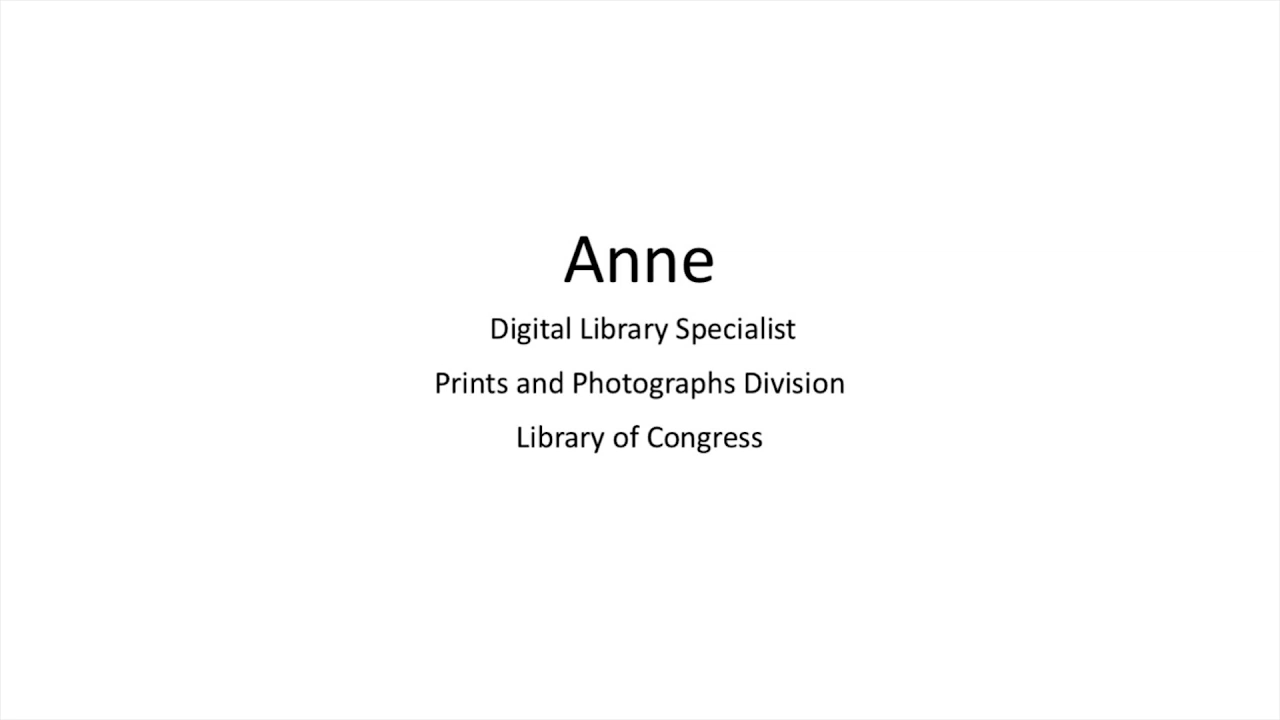 Anne
Digital Library Specialist
Prints and Photographs Division
Library of Congress